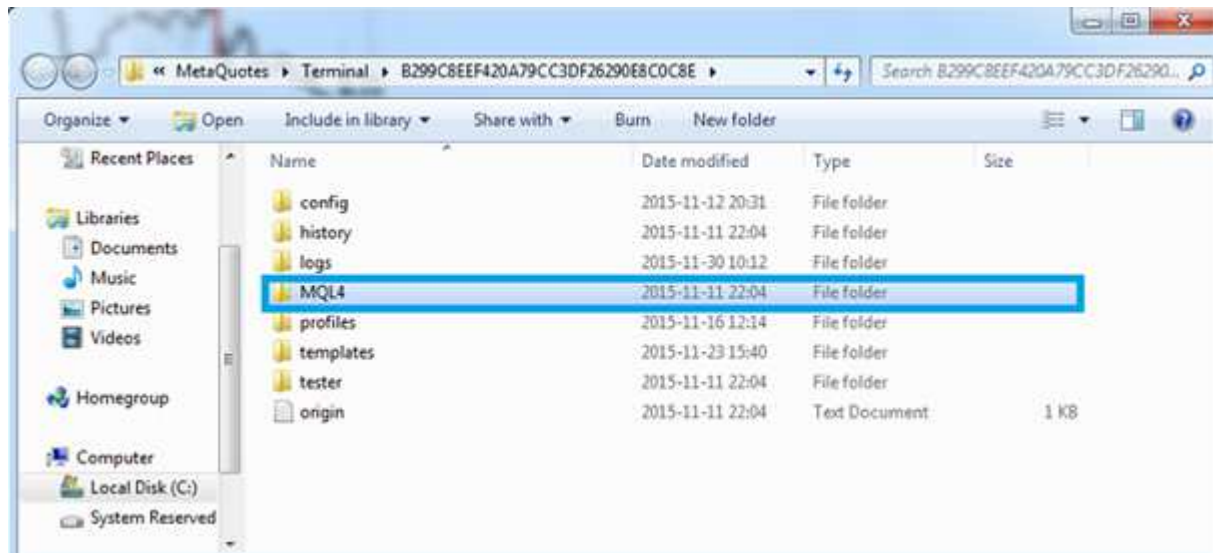 « MetaQuotes ▸ Terminal ▸ B299C8EEF420A79CC3DF26290E8C0C8E ▸ Search B299C8EEF420A79CC3DF26290...
Organize Open Include in library Share with Burn New folder
Recent Places
Libraries
Documents
Music
Pictures
Videos
Homegroup
Computer
Local Disk (C:)
System Reserved
Name Date modified Type Size
config 2015-11-12 20:31 File folder
history 2015-11-11 22:04 File folder
logs 2015-11-30 10:12 File folder
MQL4 2015-11-11 22:04 File folder
profiles 2015-11-16 12:14 File folder
templates 2015-11-23 15:40 File folder
tester 2015-11-11 22:04 File folder
origin 2015-11-11 22:04 Text Document 1 KB